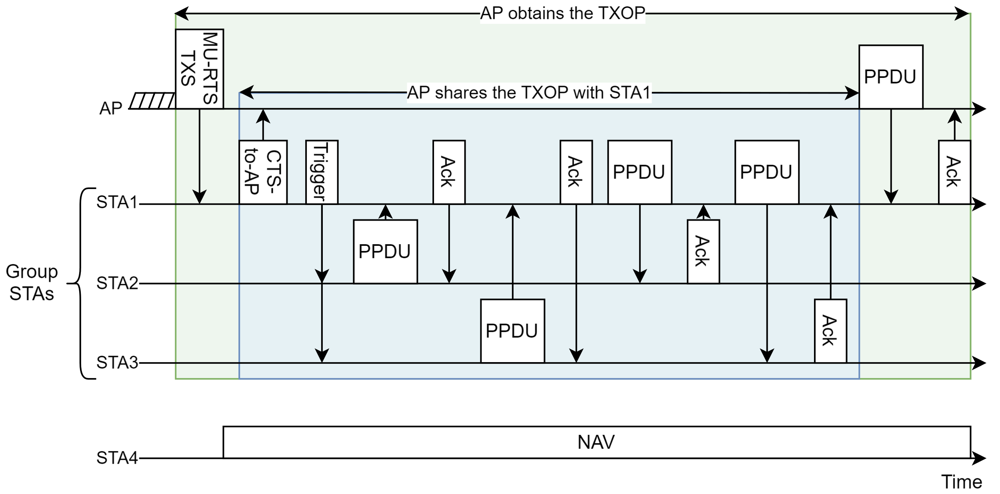 AP obtains the TXOP
MU-RTS
TXS
PPDU
AP shares the TXOP with STA1
AP
CTS-
to-AP
Trigger
Ack
Ack
PPDU
PPDU
Ack
STA1
PPDU
Ack
Group
STAs
STA2
PPDU
Ack
STA3
NAV
STA4
Time